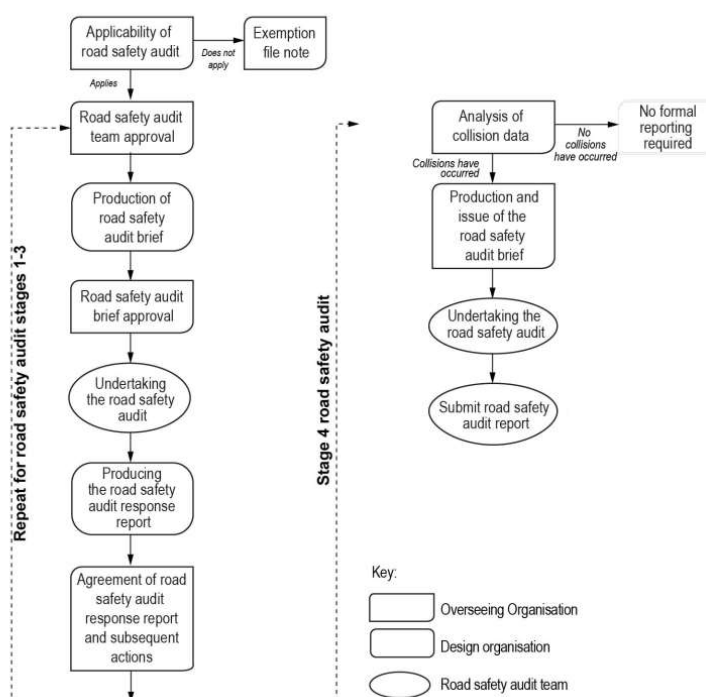 Applicability of
road safety audit
Does not
apply
Exemption
file note
Applies
Road safety audit
team approval
Production of
road safety
audit brief
Road safety audit
brief approval
Undertaking
the road safety
audit
Producing
the road safety
audit response
report
Agreement of road
safety audit
response report
and subsequent
actions
Repeat for road safety audit stages 1-3
Analysis of
collision data
No
collisions
have occurred
No formal
reporting
required
Collisions have
occurred
Production and
issue of the
road safety
audit brief
Undertaking the
road safety audit
Submit road safety
audit report
Stage 4 road safety audit
Key:
Overseeing Organisation
Design organisation
Road safety audit team